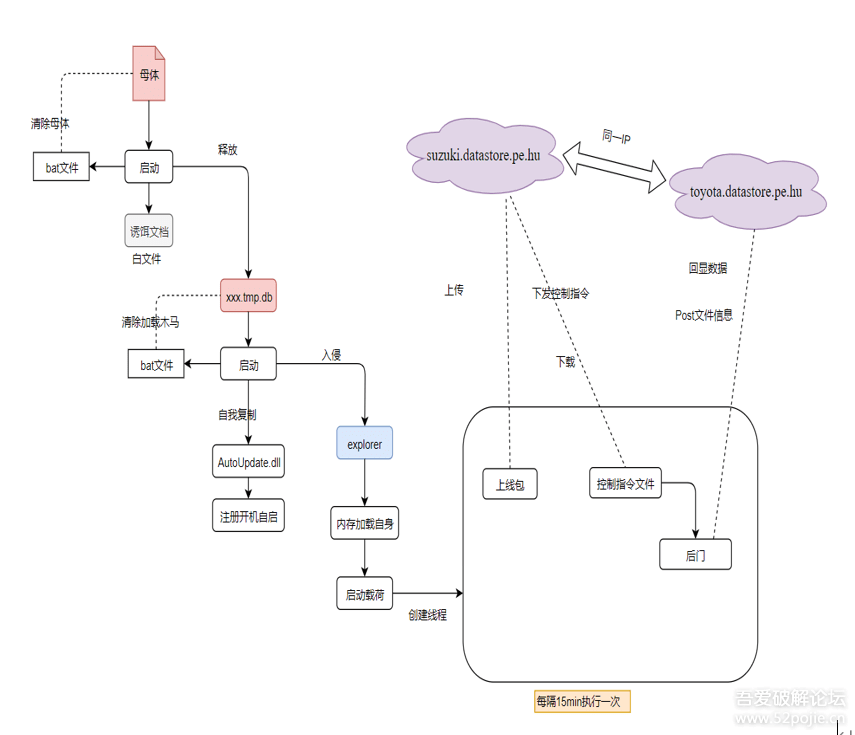 母体
清除母体
释放
bat文件
启动
诱饵文档
白文件
suzuki.datastore.pe.hu
同一IP
toyota.datastore.pe.hu
回显数据
Post文件信息
上传
下发控制指令
下载
xxx.tmp.db
清除加载木马
bat文件
启动
入侵
自我复制
explorer
AutoUpdate.dll
注册开机自启
内存加载自身
启动载荷
创建线程
上线包
控制指令文件
后门
每隔15min执行一次
吾爱破解论坛
www.52pojie.cn